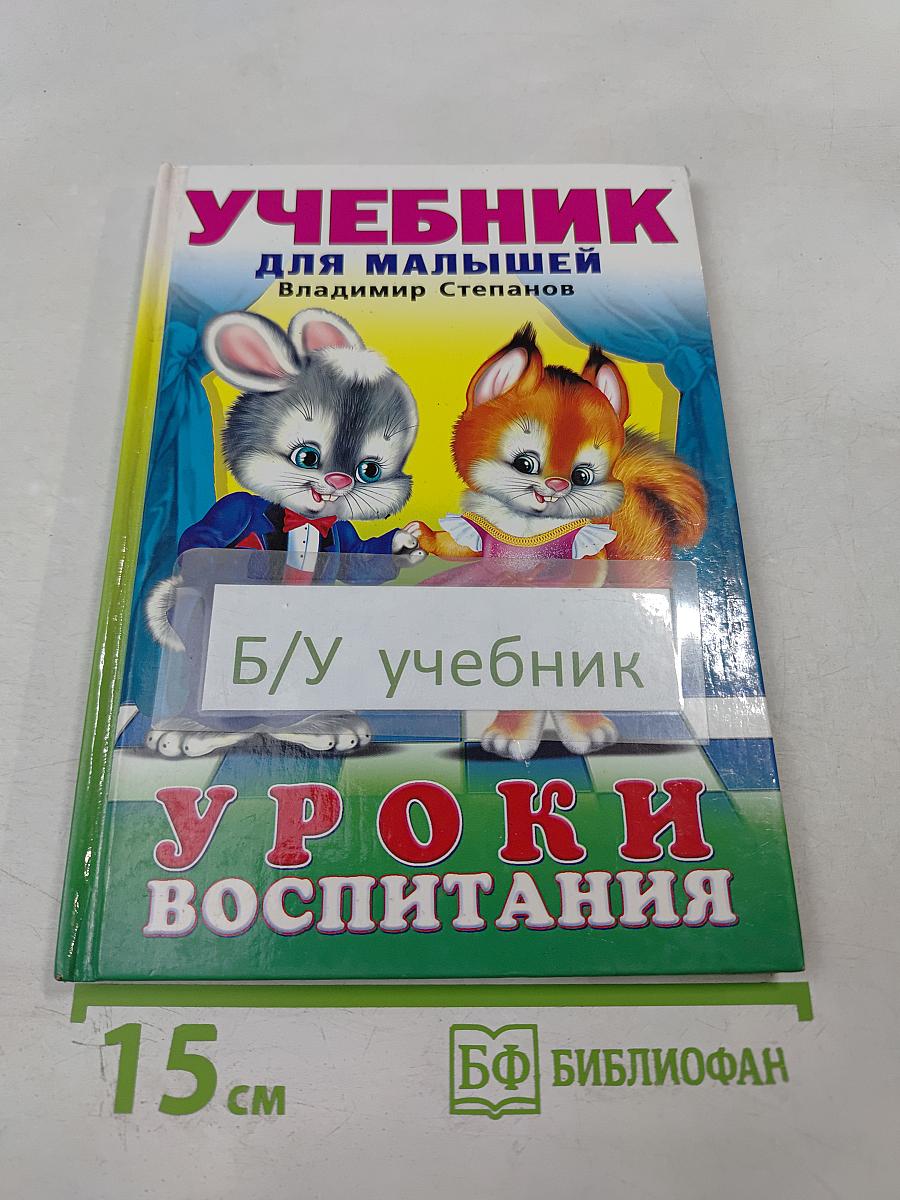 УЧЕБНИК
ДЛЯ МАЛЫШЕЙ
Владимир Степанов
Б/У учебник
УРОКИ
ВОСПИТАНИЯ
15 см
БФ БИБЛИОФАН